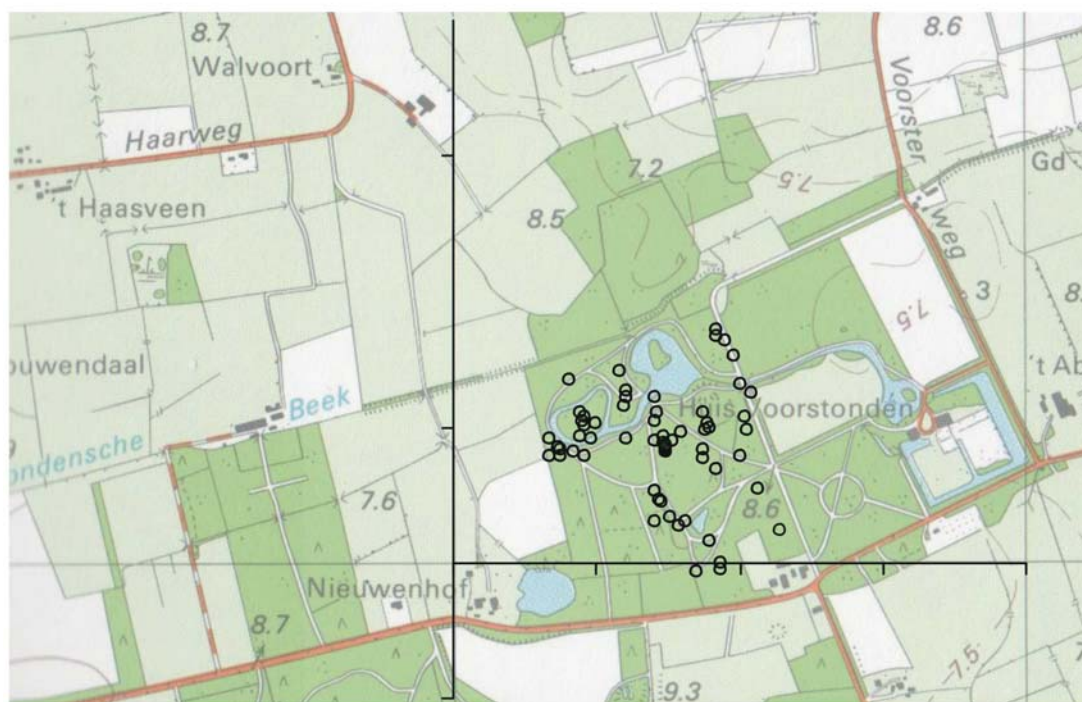 8.7
8.6
Walvoort
Voorster
weg
Haarweg
7.2
Gd
7.5
't Haasveen
8.5
3
8
7.5
ouwendaal
't Ab
Beek
Huis Voorstonden
ondensche
7.6
8.6
Nieuwenhof
8.7
7.5
9.3